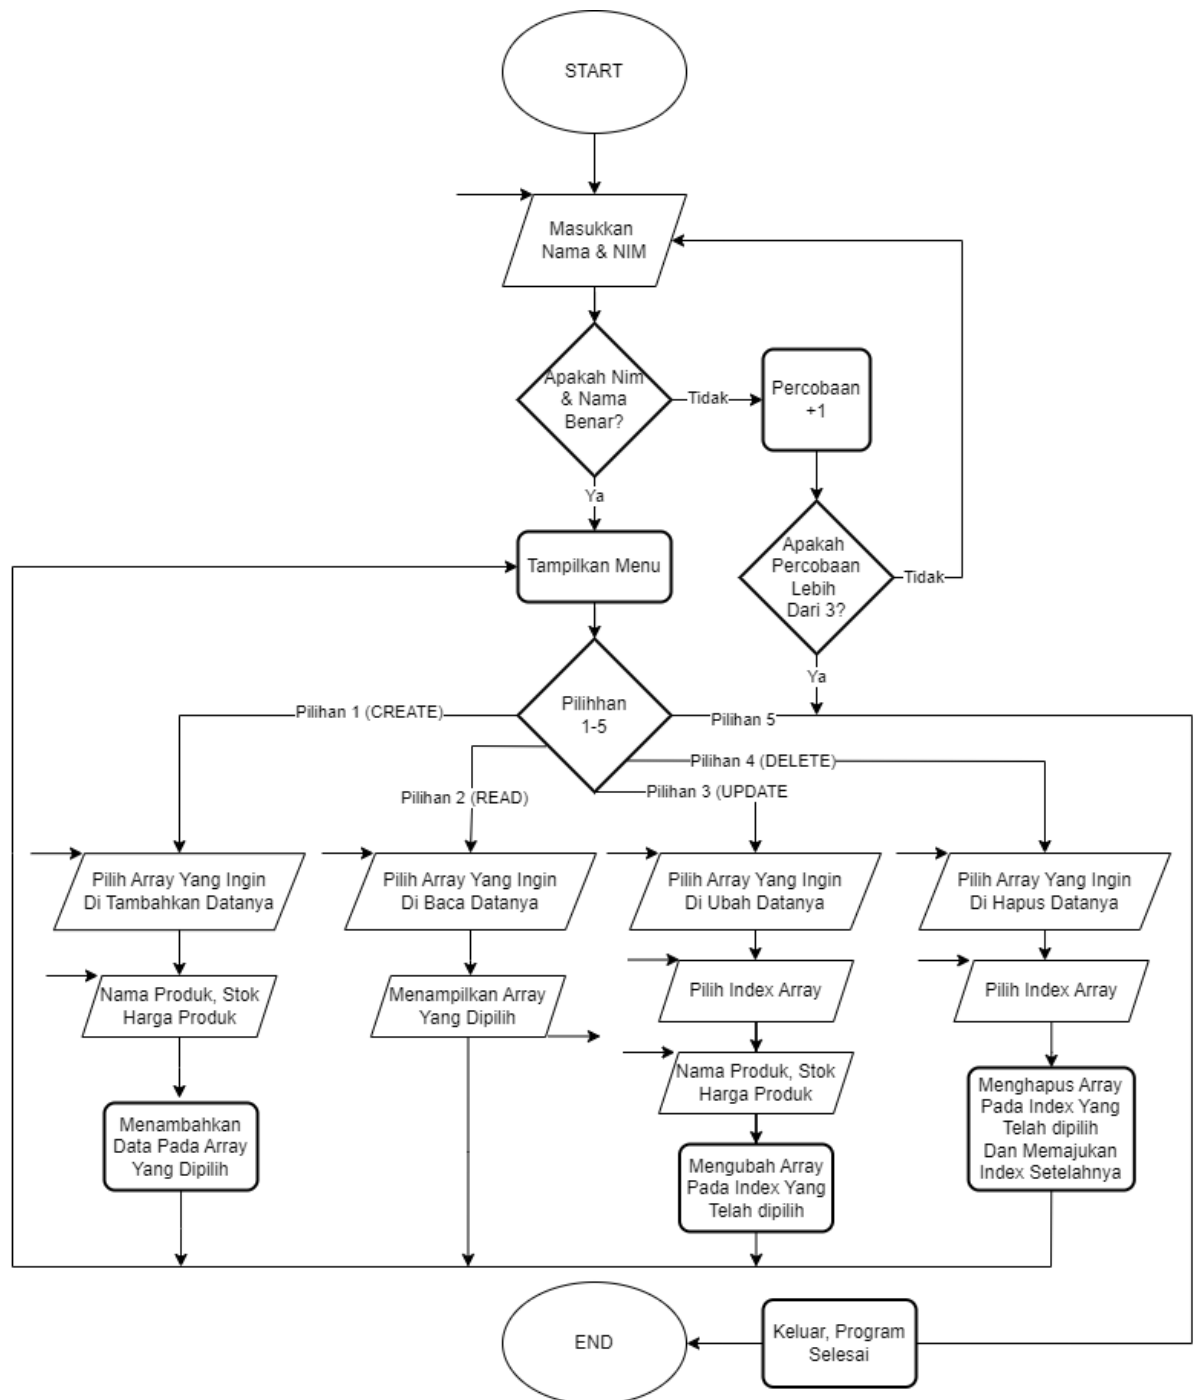 START
Masukkan
Nama & NIM
Apakah Nim
& Nama
Benar?
Tidak
Percobaan
+1
Ya
Apakah
Percobaan
Lebih
Dari 3?
Tidak
Ya
Tampilkan Menu
Pilihhan
1-5
Pilihan 1 (CREATE)
Pilihan 5
Pilihan 4 (DELETE)
Pilihan 2 (READ)
Pilihan 3 (UPDATE
Pilih Array Yang Ingin
Di Tambahkan Datanya
Pilih Array Yang Ingin
Di Baca Datanya
Pilih Array Yang Ingin
Di Ubah Datanya
Pilih Array Yang Ingin
Di Hapus Datanya
Nama Produk, Stok
Harga Produk
Menampilkan Array
Yang Dipilih
Pilih Index Array
Pilih Index Array
Nama Produk, Stok
Harga Produk
Menambahkan
Data Pada Array
Yang Dipilih
Mengubah Array
Pada Index Yang
Telah dipilih
Menghapus Array
Pada Index Yang
Telah dipilih
Dan Memajukan
Index Setelahnya
END
Keluar, Program
Selesai